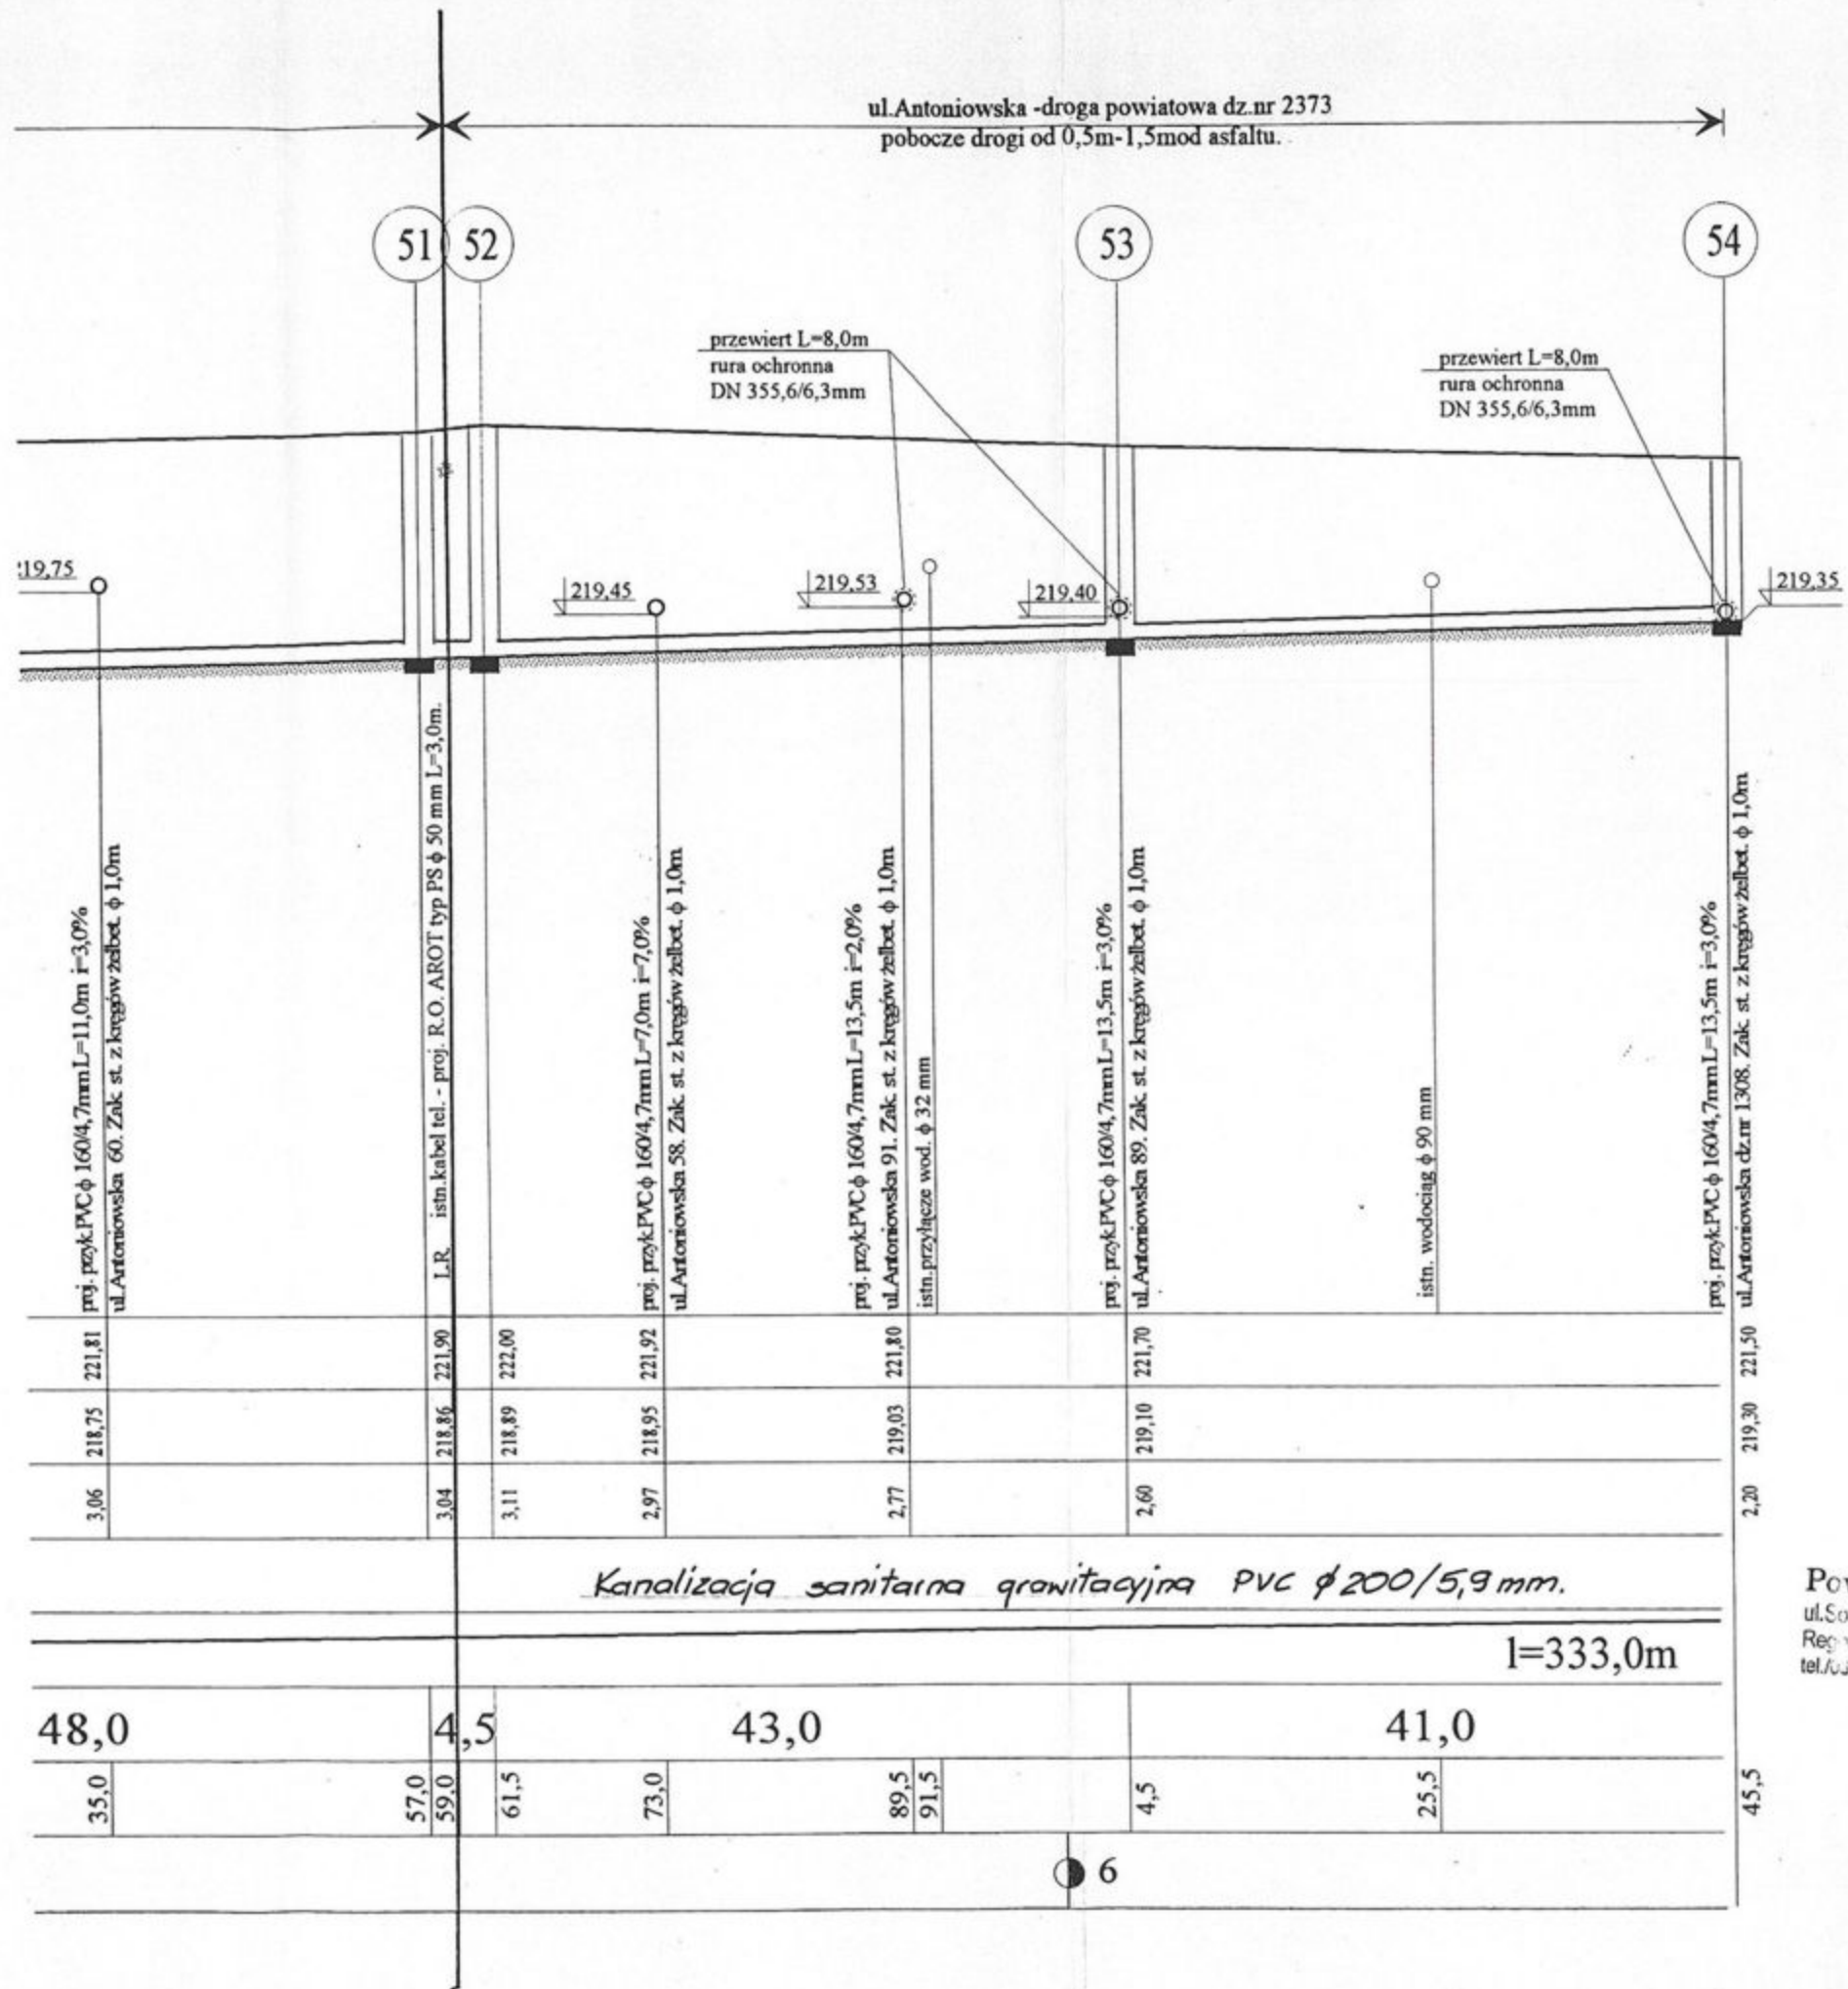 ul.Antoniowska -droga powiatowa dz.nr 2373
pobocze drogi od 0,5m-1,5mod asfaltu.
51
52
53
54
przewiert L=8,0m
rura ochronna
DN 355,6/6,3mm
przewiert L=8,0m
rura ochronna
DN 355,6/6,3mm
219,75
219,45
219,53
219,40
219,35
proj. przyk.PVC ϕ 160/4,7mm L=11,0m i=3,0%
ul.Antoniowska 60. Zak. st. z kręgów żelbet. ϕ 1,0m
I.R. istn.kabel tel. - proj. R.O. AROT typ PS ϕ 50 mm L=3,0m.
proj. przyk.PVC ϕ 160/4,7mm L=7,0m i=7,0%
ul.Antoniowska 58. Zak. st. z kręgów żelbet. ϕ 1,0m
proj. przyk.PVC ϕ 160/4,7mm L=13,5m i=2,0%
ul.Antoniowska 91. Zak. st. z kręgów żelbet. ϕ 1,0m
istn.przyłącze wod. ϕ 32 mm
proj. przyk.PVC ϕ 160/4,7mm L=13,5m i=3,0%
ul.Antoniowska 89. Zak. st. z kręgów żelbet. ϕ 1,0m
istn. wodociag ϕ 90 mm
proj. przyk.PVC ϕ 160/4,7mm L=13,5m i=3,0%
ul.Antoniowska dz.nr 1308. Zak. st. z kręgów żelbet. ϕ 1,0m
221,81 221,90 222,00 221,92 221,80 221,70 221,50
218,75 218,86 218,89 218,95 219,03 219,10 219,30
3,06 3,04 3,11 2,97 2,77 2,60 2,20
Kanalizacja sanitarna grawitacyjna PVC ϕ 200/5,9 mm.
l=333,0m
48,0 4,5 43,0 41,0
35,0 57,0 59,0 61,5 73,0 89,5 91,5 4,5 25,5 45,5
6